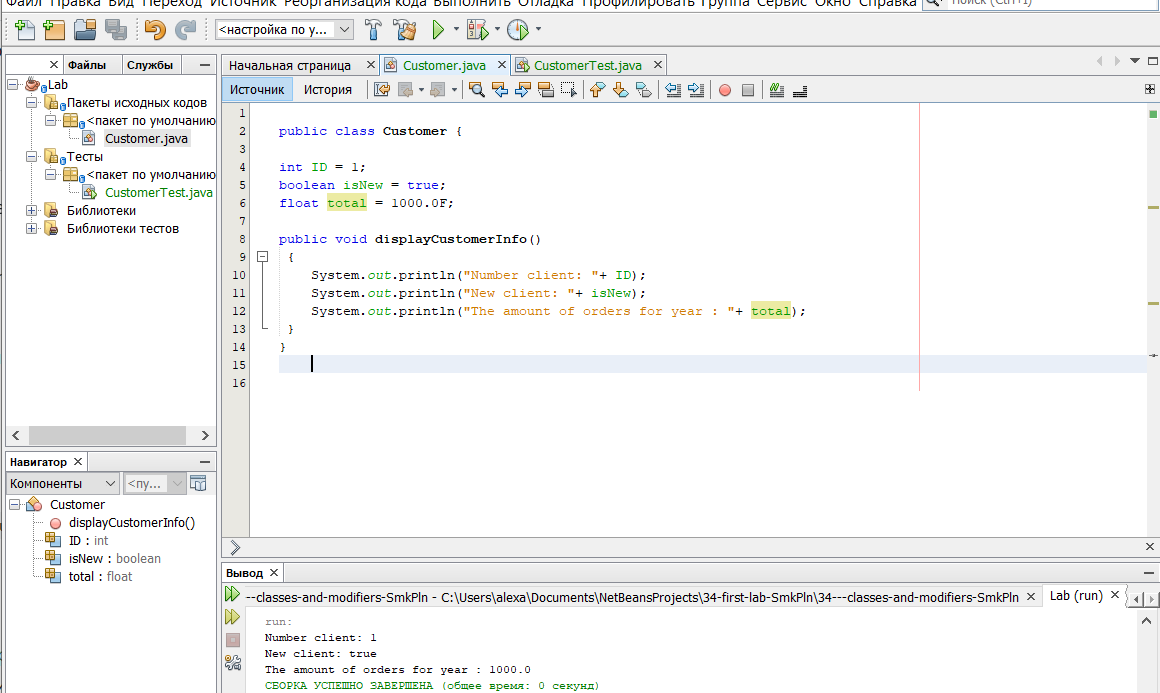 Файл Правка Вид Переход Источник Реорганизация кода Выполнить Отладка Профилировать Группа Сервис Окно Справка
Поиск (Ctrl+I)
<настройка по у...
Файлы
Службы
Lab
Пакеты исходных кодов
<пакет по умолчанию
Customer.java
Тесты
<пакет по умолчанию
CustomerTest.java
Библиотеки
Библиотеки тестов
Навигатор
Компоненты
<пу...
Customer
displayCustomerInfo()
ID : int
isNew : boolean
total : float
Начальная страница
Customer.java
CustomerTest.java
Источник
История
1
2 public class Customer {
3
4 int ID = 1;
5 boolean isNew = true;
6 float total = 1000.0F;
7
8 public void displayCustomerInfo()
9 {
10 System.out.println("Number client: "+ ID);
11 System.out.println("New client: "+ isNew);
12 System.out.println("The amount of orders for year : "+ total);
13 }
14 }
15
16
Вывод
--classes-and-modifiers-SmkPln - C:\Users\alexa\Documents\NetBeansProjects\34-first-lab-SmkPln\34---classes-and-modifiers-SmkPln
Lab (run)
run:
Number client: 1
New client: true
The amount of orders for year : 1000.0
СБОРКА УСПЕШНО ЗАВЕРШЕНА (общее время: 0 секунд)